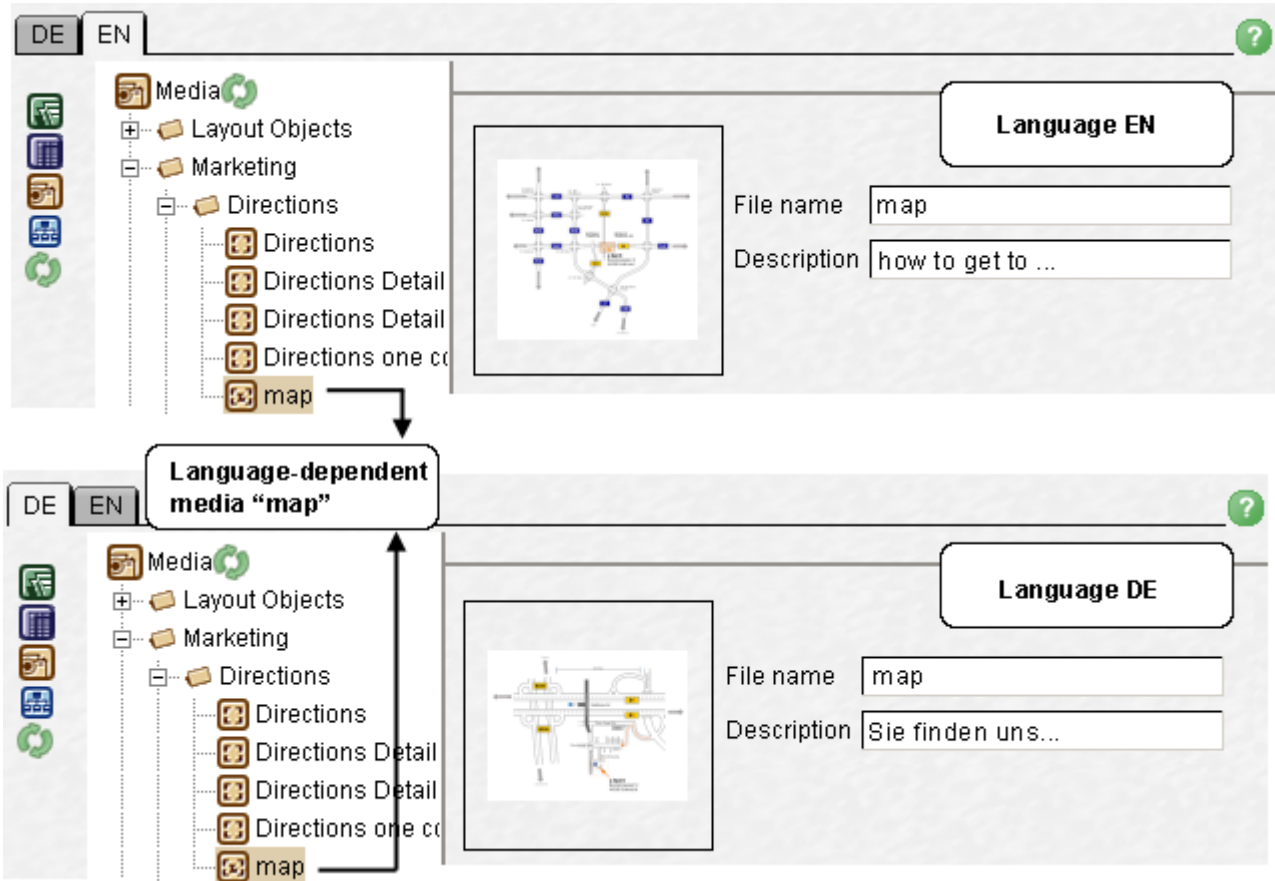 DE EN
?
Media
Layout Objects
Language EN
Marketing
Directions
File name map
Directions
Description how to get to ...
Directions Detail
Directions Detail
Directions one co
map
Language-dependent
media “map”
DE EN
?
Media
Layout Objects
Language DE
Marketing
Directions
File name map
Directions
Description Sie finden uns...
Directions Detail
Directions Detail
Directions one co
map